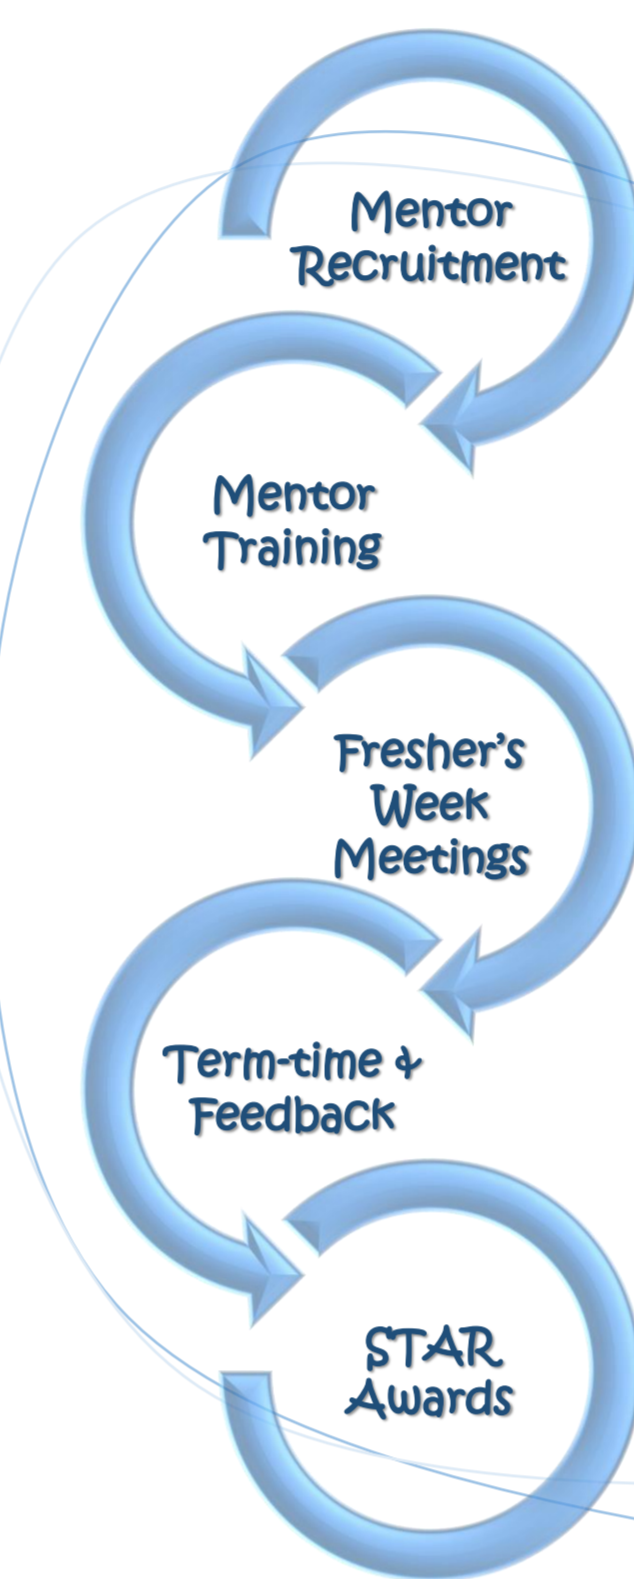 Mentor
Recruitment
Mentor
Training
Fresher’s
Week
Meetings
Term-time &
Feedback
STAR
Awards